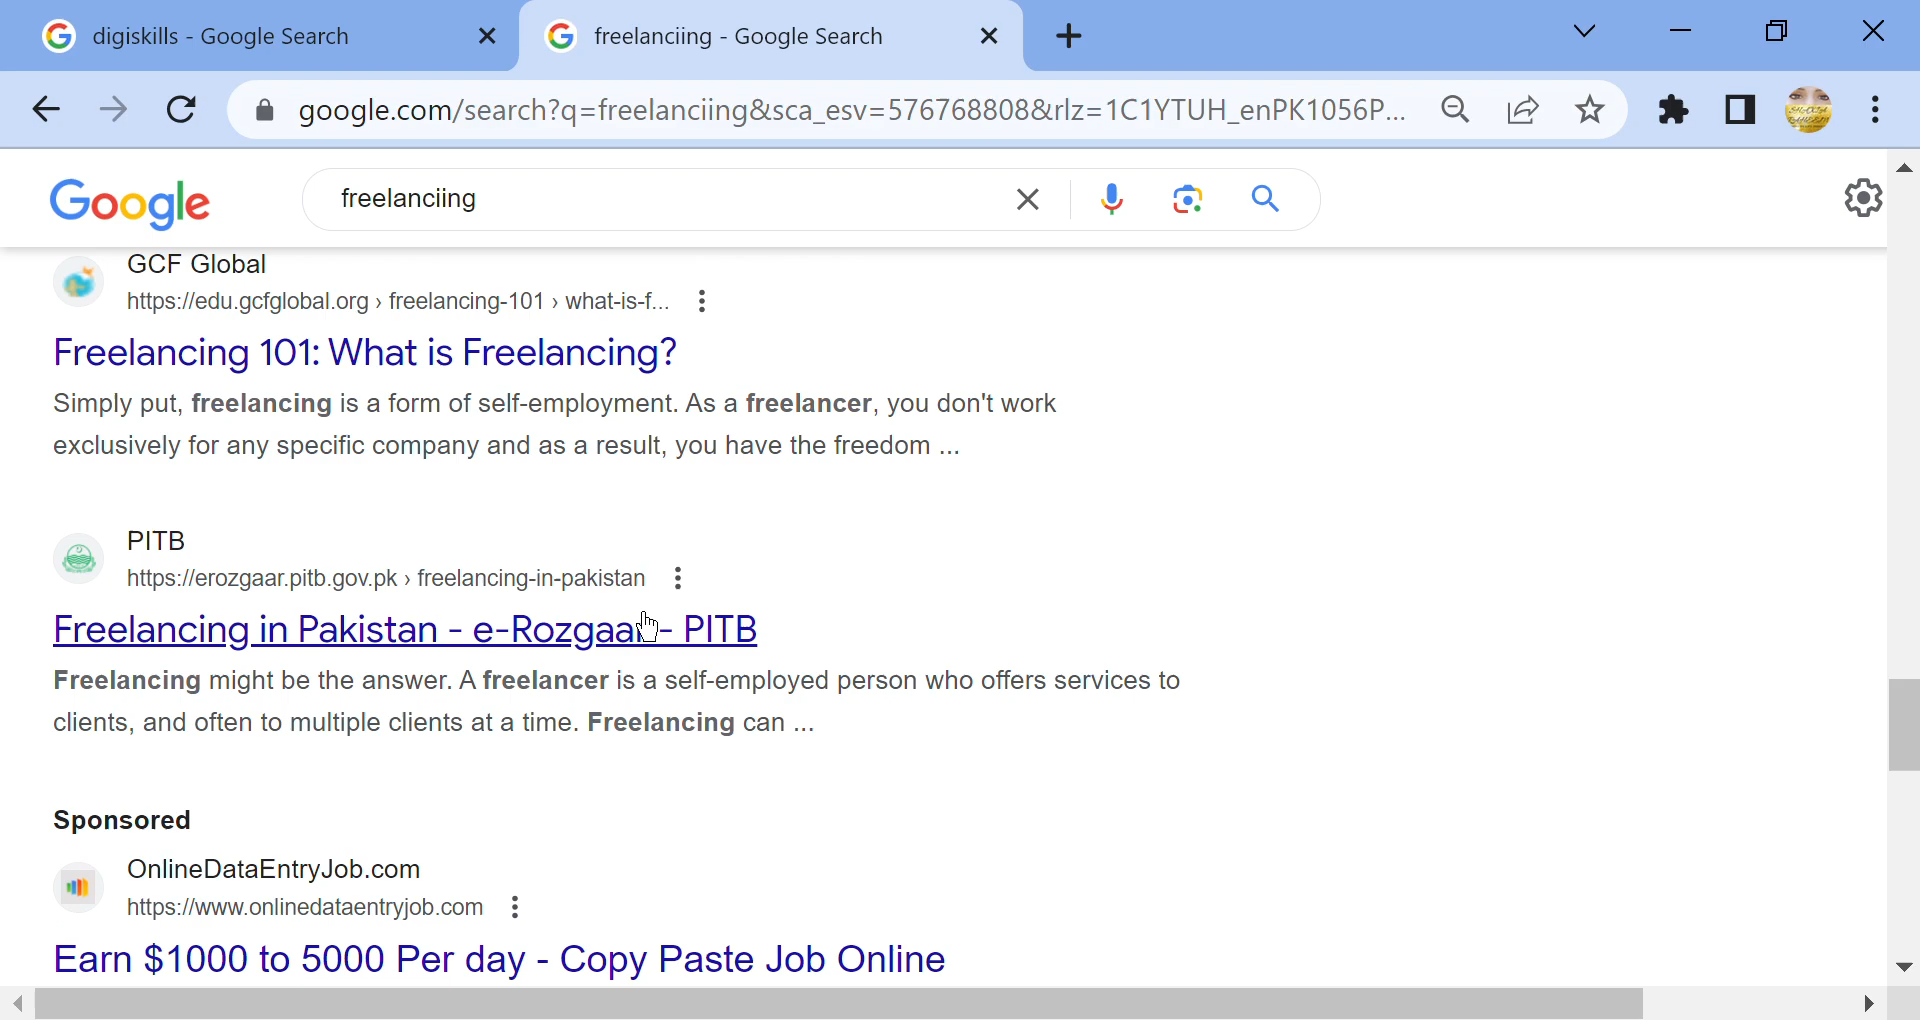 digiskills - Google Search
freelanciing - Google Search
google.com/search?q=freelanciing&sca_esv=576768808&rlz=1C1YTUH_enPK1056P...
Google
freelanciing
GCF Global
https://edu.gcfglobal.org › freelancing-101 › what-is-f...
Freelancing 101: What is Freelancing?
Simply put, freelancing is a form of self-employment. As a freelancer, you don't work
exclusively for any specific company and as a result, you have the freedom ...
PITB
https://erozgaar.pitb.gov.pk › freelancing-in-pakistan
Freelancing in Pakistan - e-Rozgaar - PITB
Freelancing might be the answer. A freelancer is a self-employed person who offers services to
clients, and often to multiple clients at a time. Freelancing can ...
Sponsored
OnlineDataEntryJob.com
https://www.onlinedataentryjob.com
Earn $1000 to 5000 Per day - Copy Paste Job Online